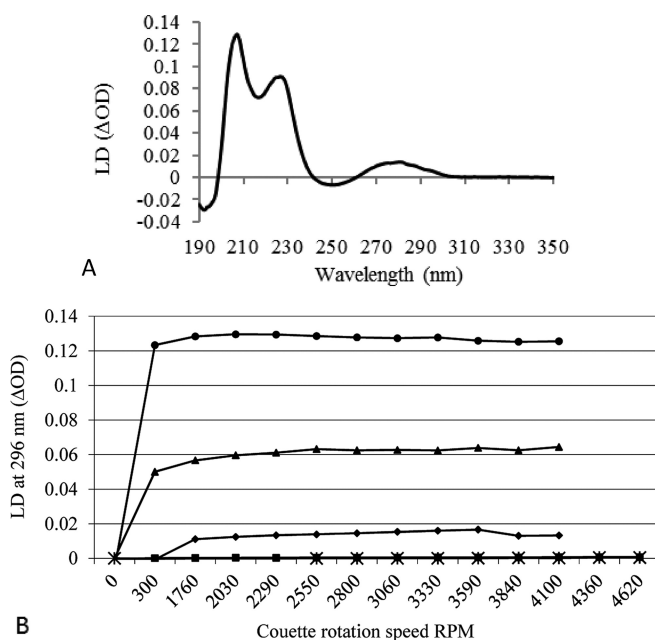 0.14
0.12
0.1
0.08
0.06
0.04
0.02
0
-0.02
-0.04
LD (ΔOD)
190 210 230 250 270 290 310 330 350
Wavelength (nm)
A
0.14
0.12
0.1
0.08
0.06
0.04
0.02
0
LD at 296 nm (ΔOD)
0 300 1760 2030 2290 2550 2800 3060 3330 3590 3840 4100 4360 4620
Couette rotation speed RPM
B